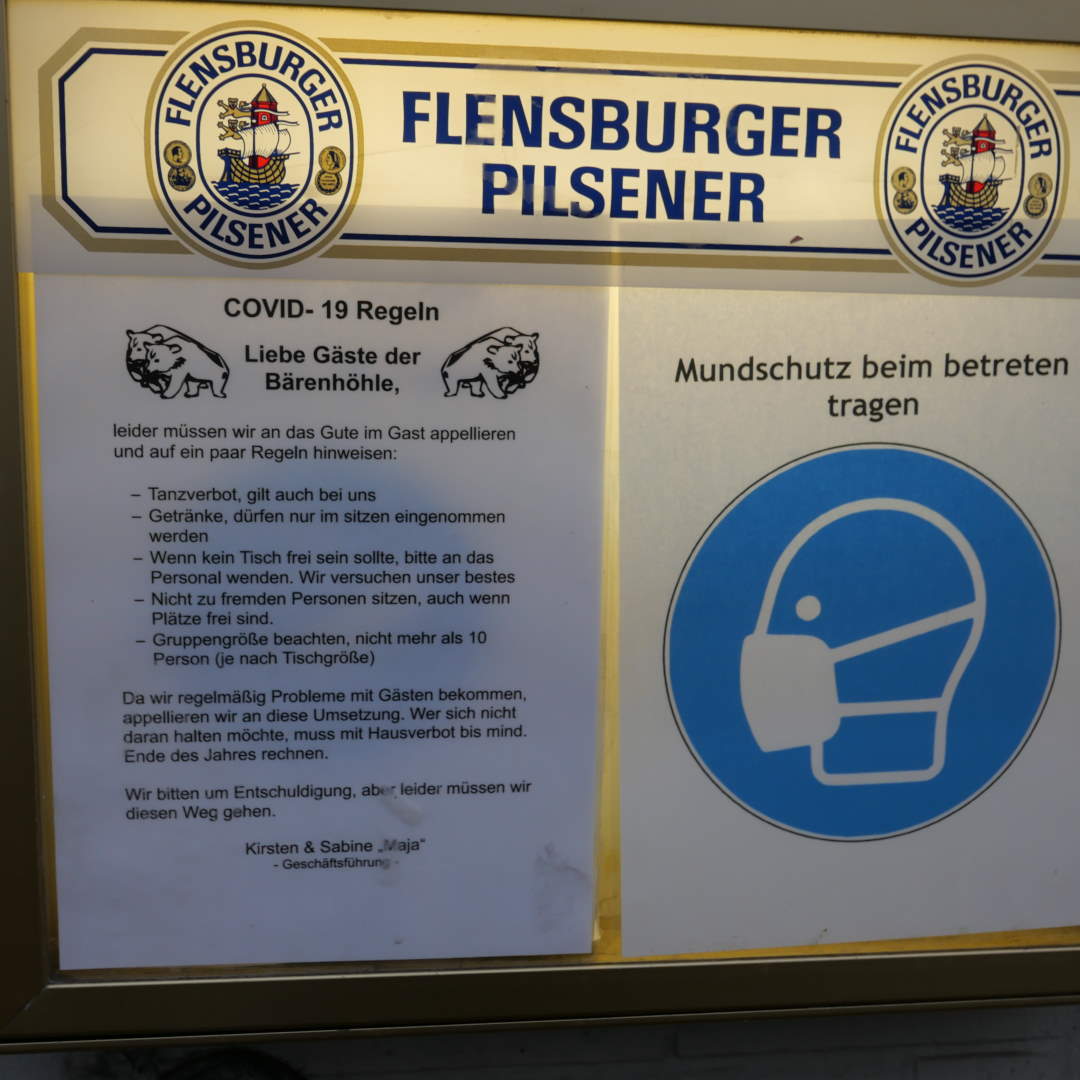 FLENSBURGER
PILSENER
FLENSBURGER
PILSENER
FLENSBURGER
PILSENER
COVID- 19 Regeln
Liebe Gäste der
Bärenhöhle,
leider müssen wir an das Gute im Gast appellieren
und auf ein paar Regeln hinweisen:
– Tanzverbot, gilt auch bei uns
– Getränke, dürfen nur im sitzen eingenommen
werden
– Wenn kein Tisch frei sein sollte, bitte an das
Personal wenden. Wir versuchen unser bestes
– Nicht zu fremden Personen sitzen, auch wenn
Plätze frei sind.
– Gruppengröße beachten, nicht mehr als 10
Person (je nach Tischgröße)
Da wir regelmäßig Probleme mit Gästen bekommen,
appellieren wir an diese Umsetzung. Wer sich nicht
daran halten möchte, muss mit Hausverbot bis mind.
Ende des Jahres rechnen.
Wir bitten um Entschuldigung, aber leider müssen wir
diesen Weg gehen.
Kirsten & Sabine „Maja“
- Geschäftsführung -
Mundschutz beim betreten
tragen